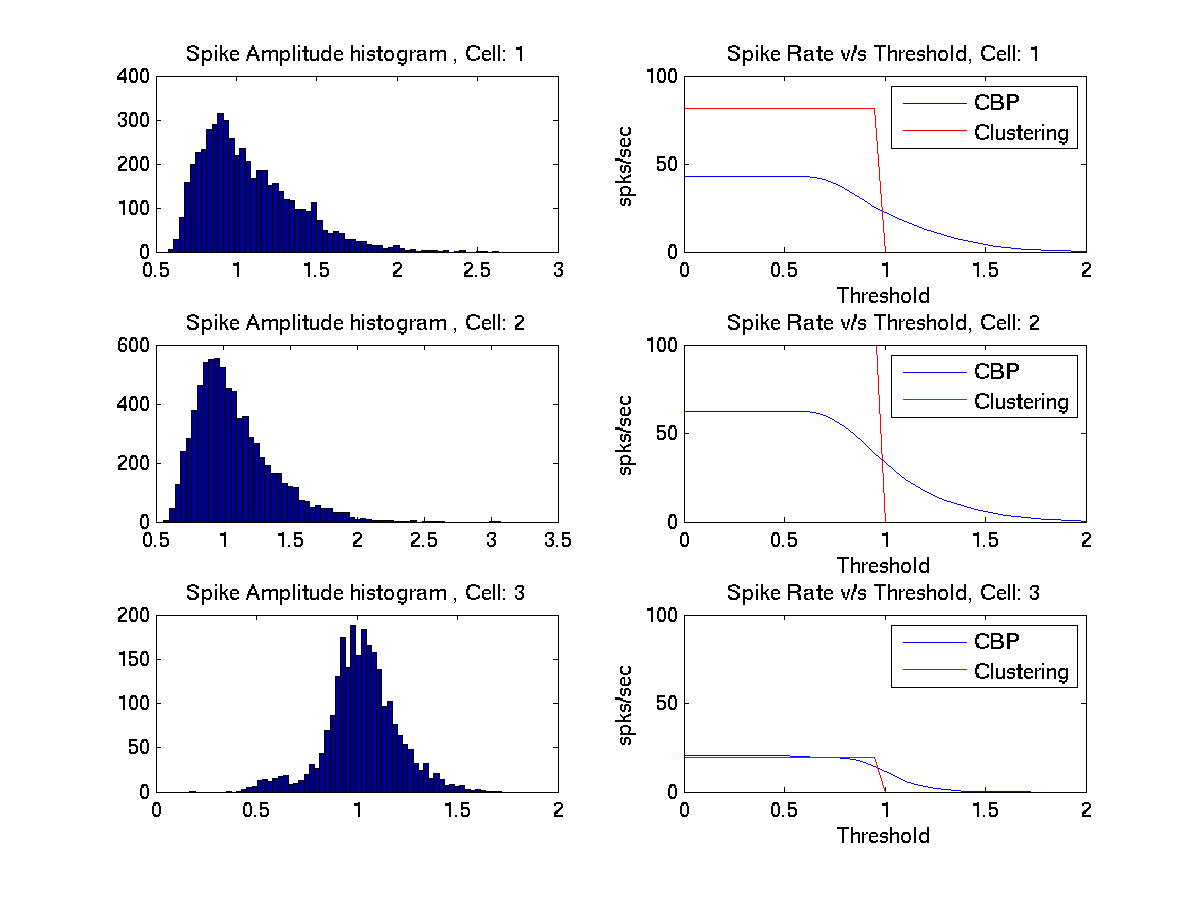 Spike Amplitude histogram , Cell: 1
400
300
200
100
0
0.5 1 1.5 2 2.5 3
Spike Rate v/s Threshold, Cell: 1
100
50
0
spks/sec
CBP
Clustering
0 0.5 1 1.5 2
Threshold
Spike Amplitude histogram , Cell: 2
600
400
200
0
0.5 1 1.5 2 2.5 3 3.5
Spike Rate v/s Threshold, Cell: 2
100
50
0
spks/sec
CBP
Clustering
0 0.5 1 1.5 2
Threshold
Spike Amplitude histogram , Cell: 3
200
150
100
50
0
0 0.5 1 1.5 2
Spike Rate v/s Threshold, Cell: 3
100
50
0
spks/sec
CBP
Clustering
0 0.5 1 1.5 2
Threshold